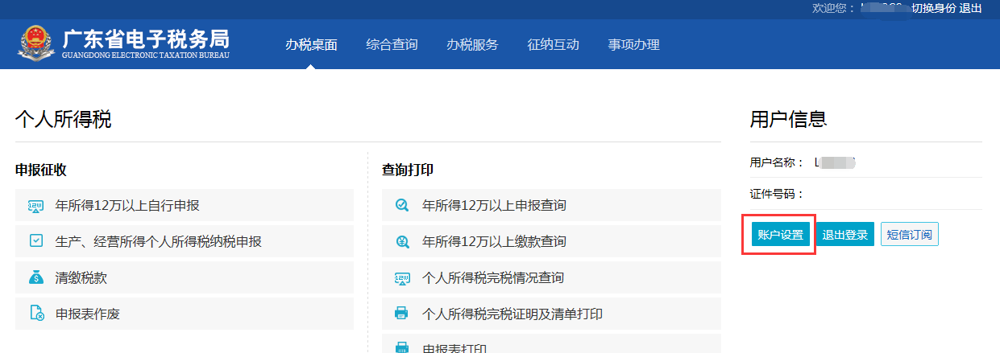 欢迎您： 切换身份 退出
广东省电子税务局
GUANGDONG ELECTRONIC TAXATION BUREAU
办税桌面 综合查询 办税服务 征纳互动 事项办理
个人所得税
申报征收
年所得12万以上自行申报
生产、经营所得个人所得税纳税申报
清缴税款
申报表作废
查询打印
年所得12万以上申报查询
年所得12万以上缴款查询
个人所得税完税情况查询
个人所得税完税证明及清单打印
申报表打印
用户信息
用户名称： L
证件号码：
账户设置 退出登录 短信订阅